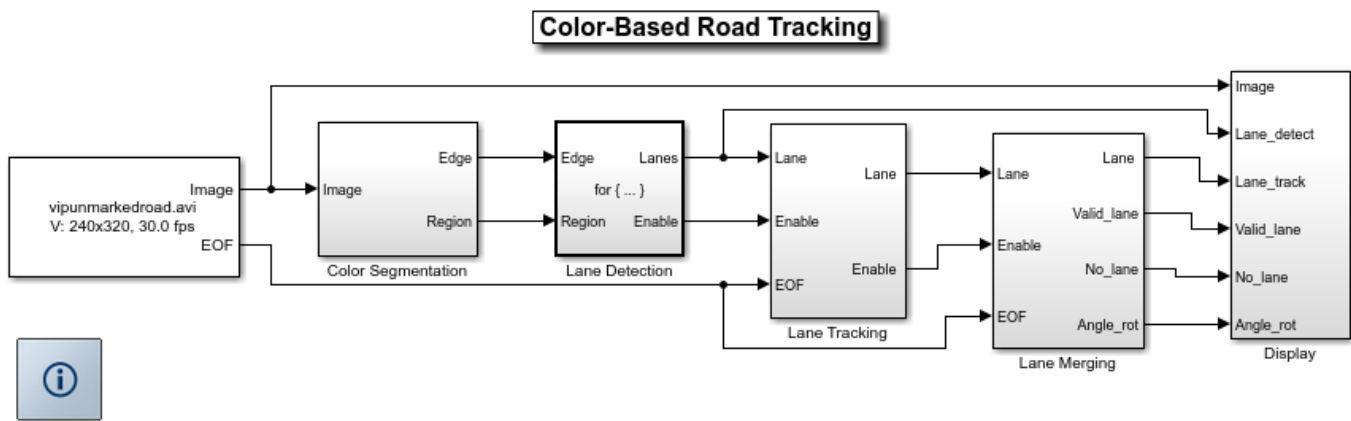 Color-Based Road Tracking
vipunmarkedroad.avi
V: 240x320, 30.0 fps
Image
EOF
Image
Edge
Region
Color Segmentation
Edge
Region
for { ... }
Lanes
Enable
Lane Detection
Lane
Enable
EOF
Lane
Enable
Lane Tracking
Lane
Enable
EOF
Lane
Valid_lane
No_lane
Angle_rot
Lane Merging
Image
Lane_detect
Lane_track
Valid_lane
No_lane
Angle_rot
Display
i